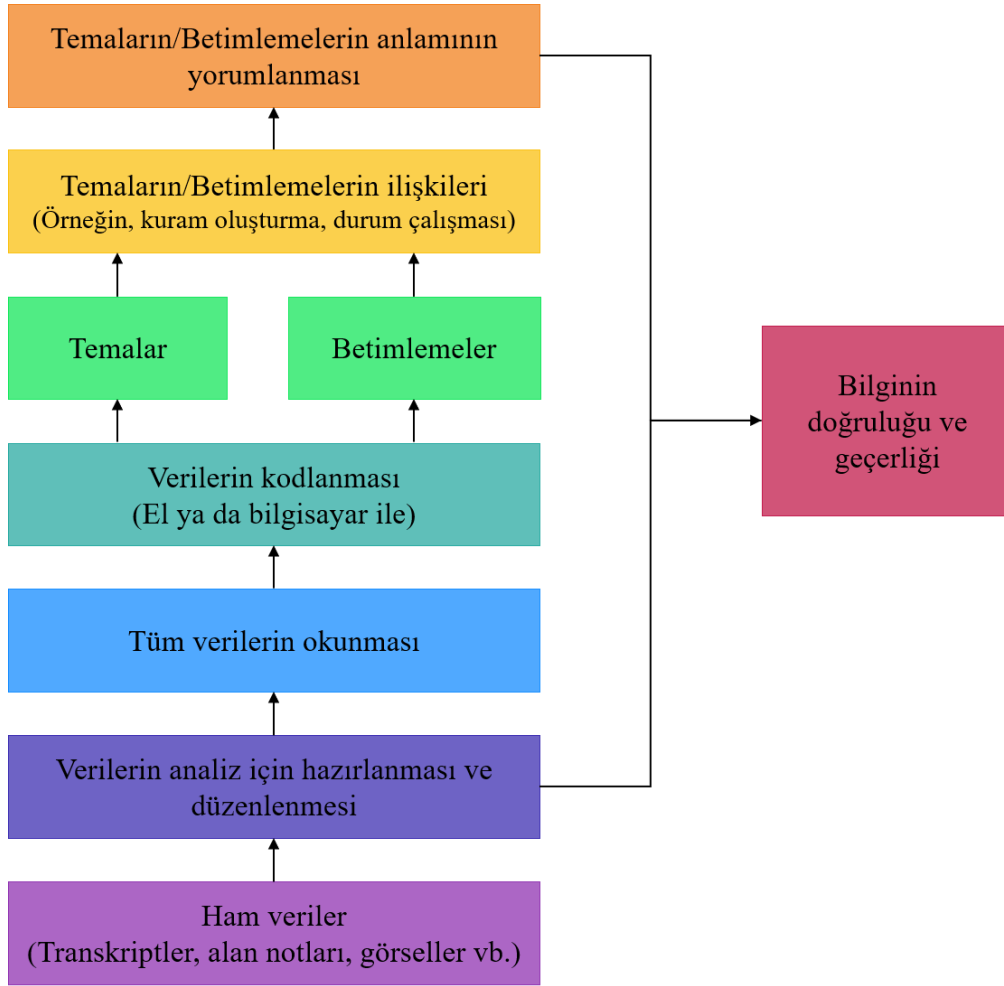 Temaların/Betimlemelerin anlamının
yorumlanması
Temaların/Betimlemelerin ilişkileri
(Örneğin, kuram oluşturma, durum çalışması)
Temalar
Betimlemeler
Bilginin
doğruluğu ve
geçerliği
Verilerin kodlanması
(El ya da bilgisayar ile)
Tüm verilerin okunması
Verilerin analiz için hazırlanması ve
düzenlenmesi
Ham veriler
(Transkriptler, alan notları, görseller vb.)